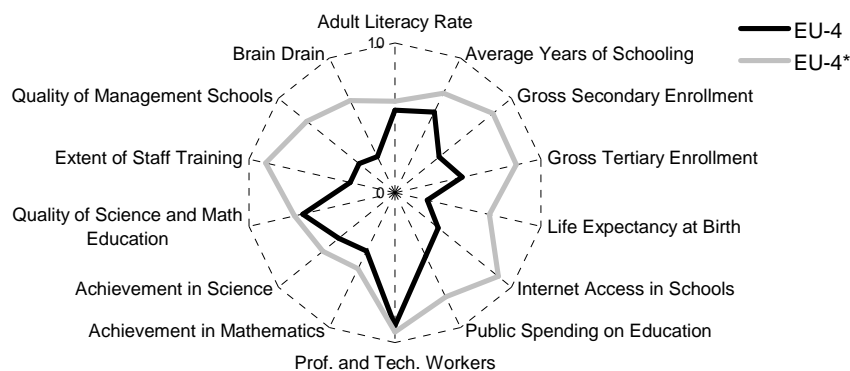 Adult Literacy Rate
10
EU-4
EU-4*
Brain Drain
Average Years of Schooling
Quality of Management Schools
Gross Secondary Enrollment
Extent of Staff Training
Gross Tertiary Enrollment
0
Quality of Science and Math
Education
Life Expectancy at Birth
Achievement in Science
Internet Access in Schools
Achievement in Mathematics
Public Spending on Education
Prof. and Tech. Workers